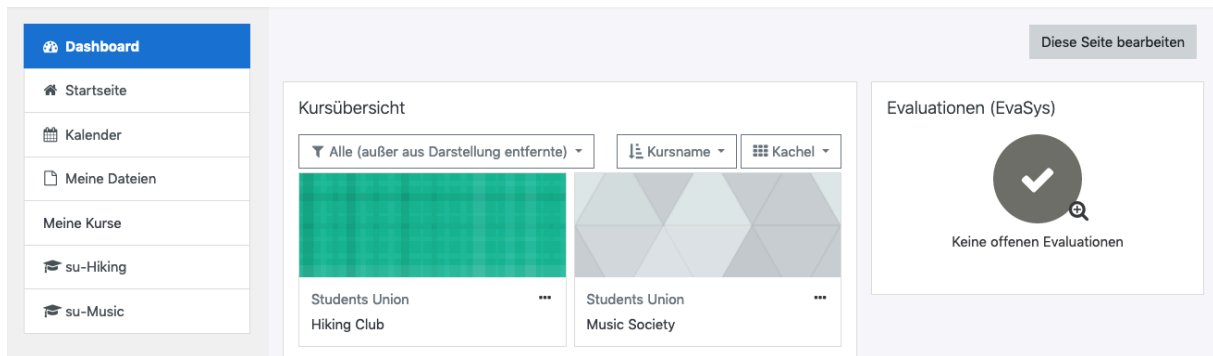 Dashboard
Startseite
Kalender
Meine Dateien
Meine Kurse
su-Hiking
su-Music
Diese Seite bearbeiten
Kursübersicht
Alle (außer aus Darstellung entfernte)
Kursname
Kachel
Students Union
Hiking Club
Students Union
Music Society
Evaluationen (EvaSys)
Keine offenen Evaluationen